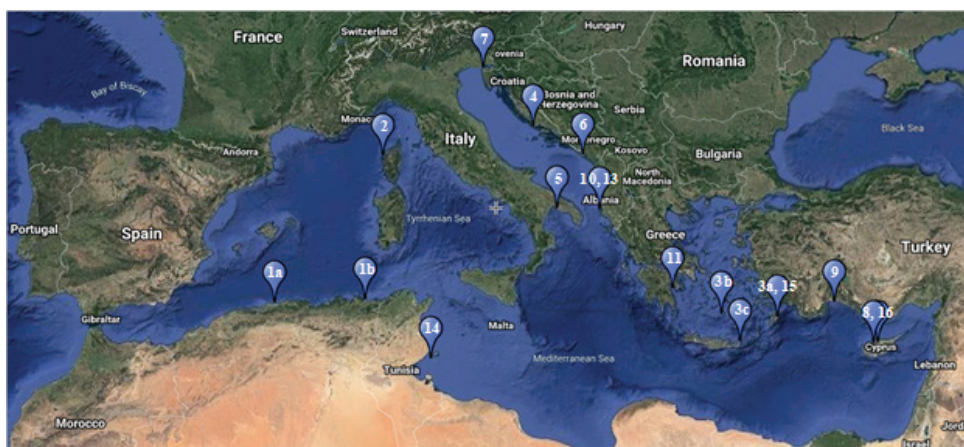 France
Switzerland
Hungary
7
ovenia
Romania
Croatia
Bay of Biscay
Bosnia and
Herzegovina
4
Serbia
2
Monac
6
Italy
Montenegro
Black Sea
Andorra
Kosovo
Bulgaria
North
Macedonia
5
10, 13
Albania
Portugal
Spain
Tyrrhenian Sea
Greece
Turkey
11
1a
1b
3b
3a, 15
9
3c
8, 16
Gibraltar
14
Malta
Cyprus
Mediterranean Sea
Lebanon
Tunisia
Morocco
Israel
Jord